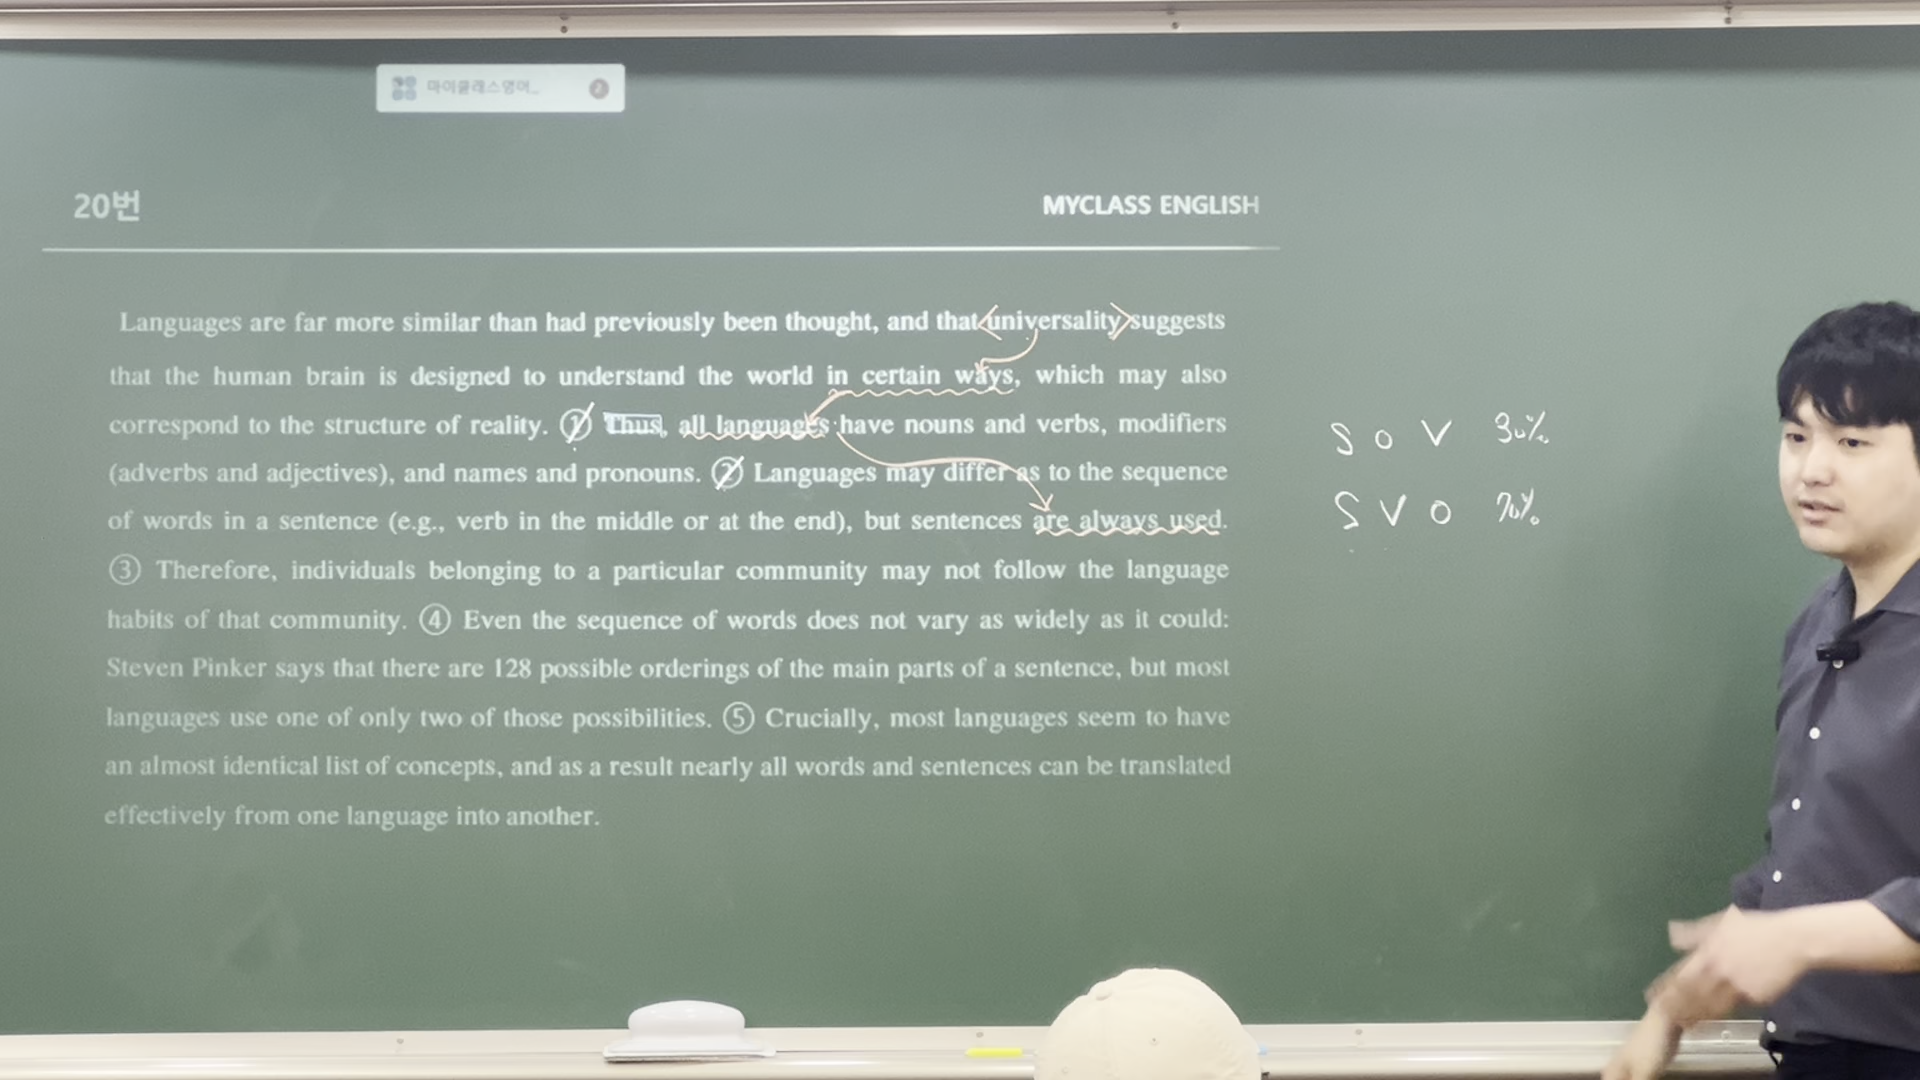 마이클래스영어_ 2
20번 MYCLASS ENGLISH
Languages are far more similar than had previously been thought, and that <universality> suggests
that the human brain is designed to understand the world in certain ways, which may also
correspond to the structure of reality. ① Thus, all languages have nouns and verbs, modifiers
(adverbs and adjectives), and names and pronouns. ② Languages may differ as to the sequence
of words in a sentence (e.g., verb in the middle or at the end), but sentences are always used.
③ Therefore, individuals belonging to a particular community may not follow the language
habits of that community. ④ Even the sequence of words does not vary as widely as it could:
Steven Pinker says that there are 128 possible orderings of the main parts of a sentence, but most
languages use one of only two of those possibilities. ⑤ Crucially, most languages seem to have
an almost identical list of concepts, and as a result nearly all words and sentences can be translated
effectively from one language into another.
S O V 30%
S V O 70%